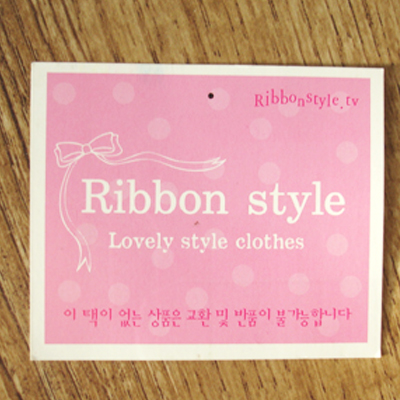 Ribbonstyle.tv
Ribbon style
Lovely style clothes
이 택이 없는 상품은 교환 및 반품이 불가능합니다